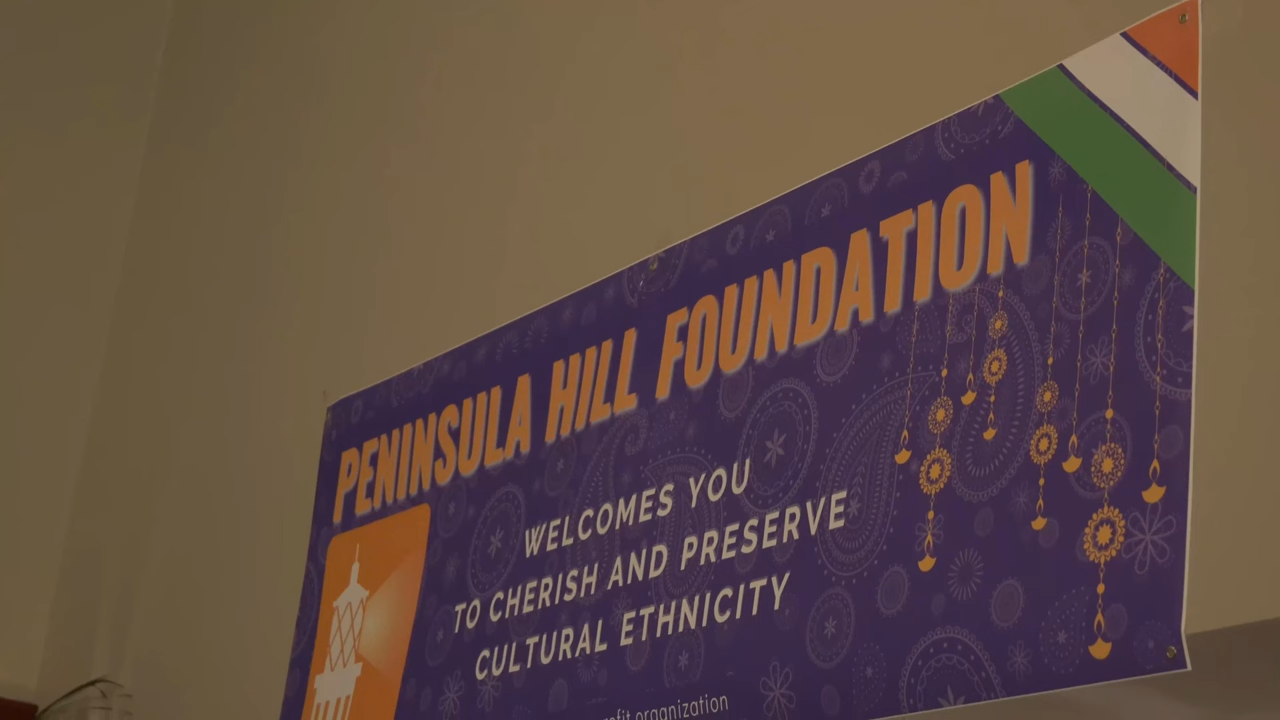 PENINSULA HILL FOUNDATION
WELCOMES YOU
TO CHERISH AND PRESERVE
CULTURAL ETHNICITY
organization